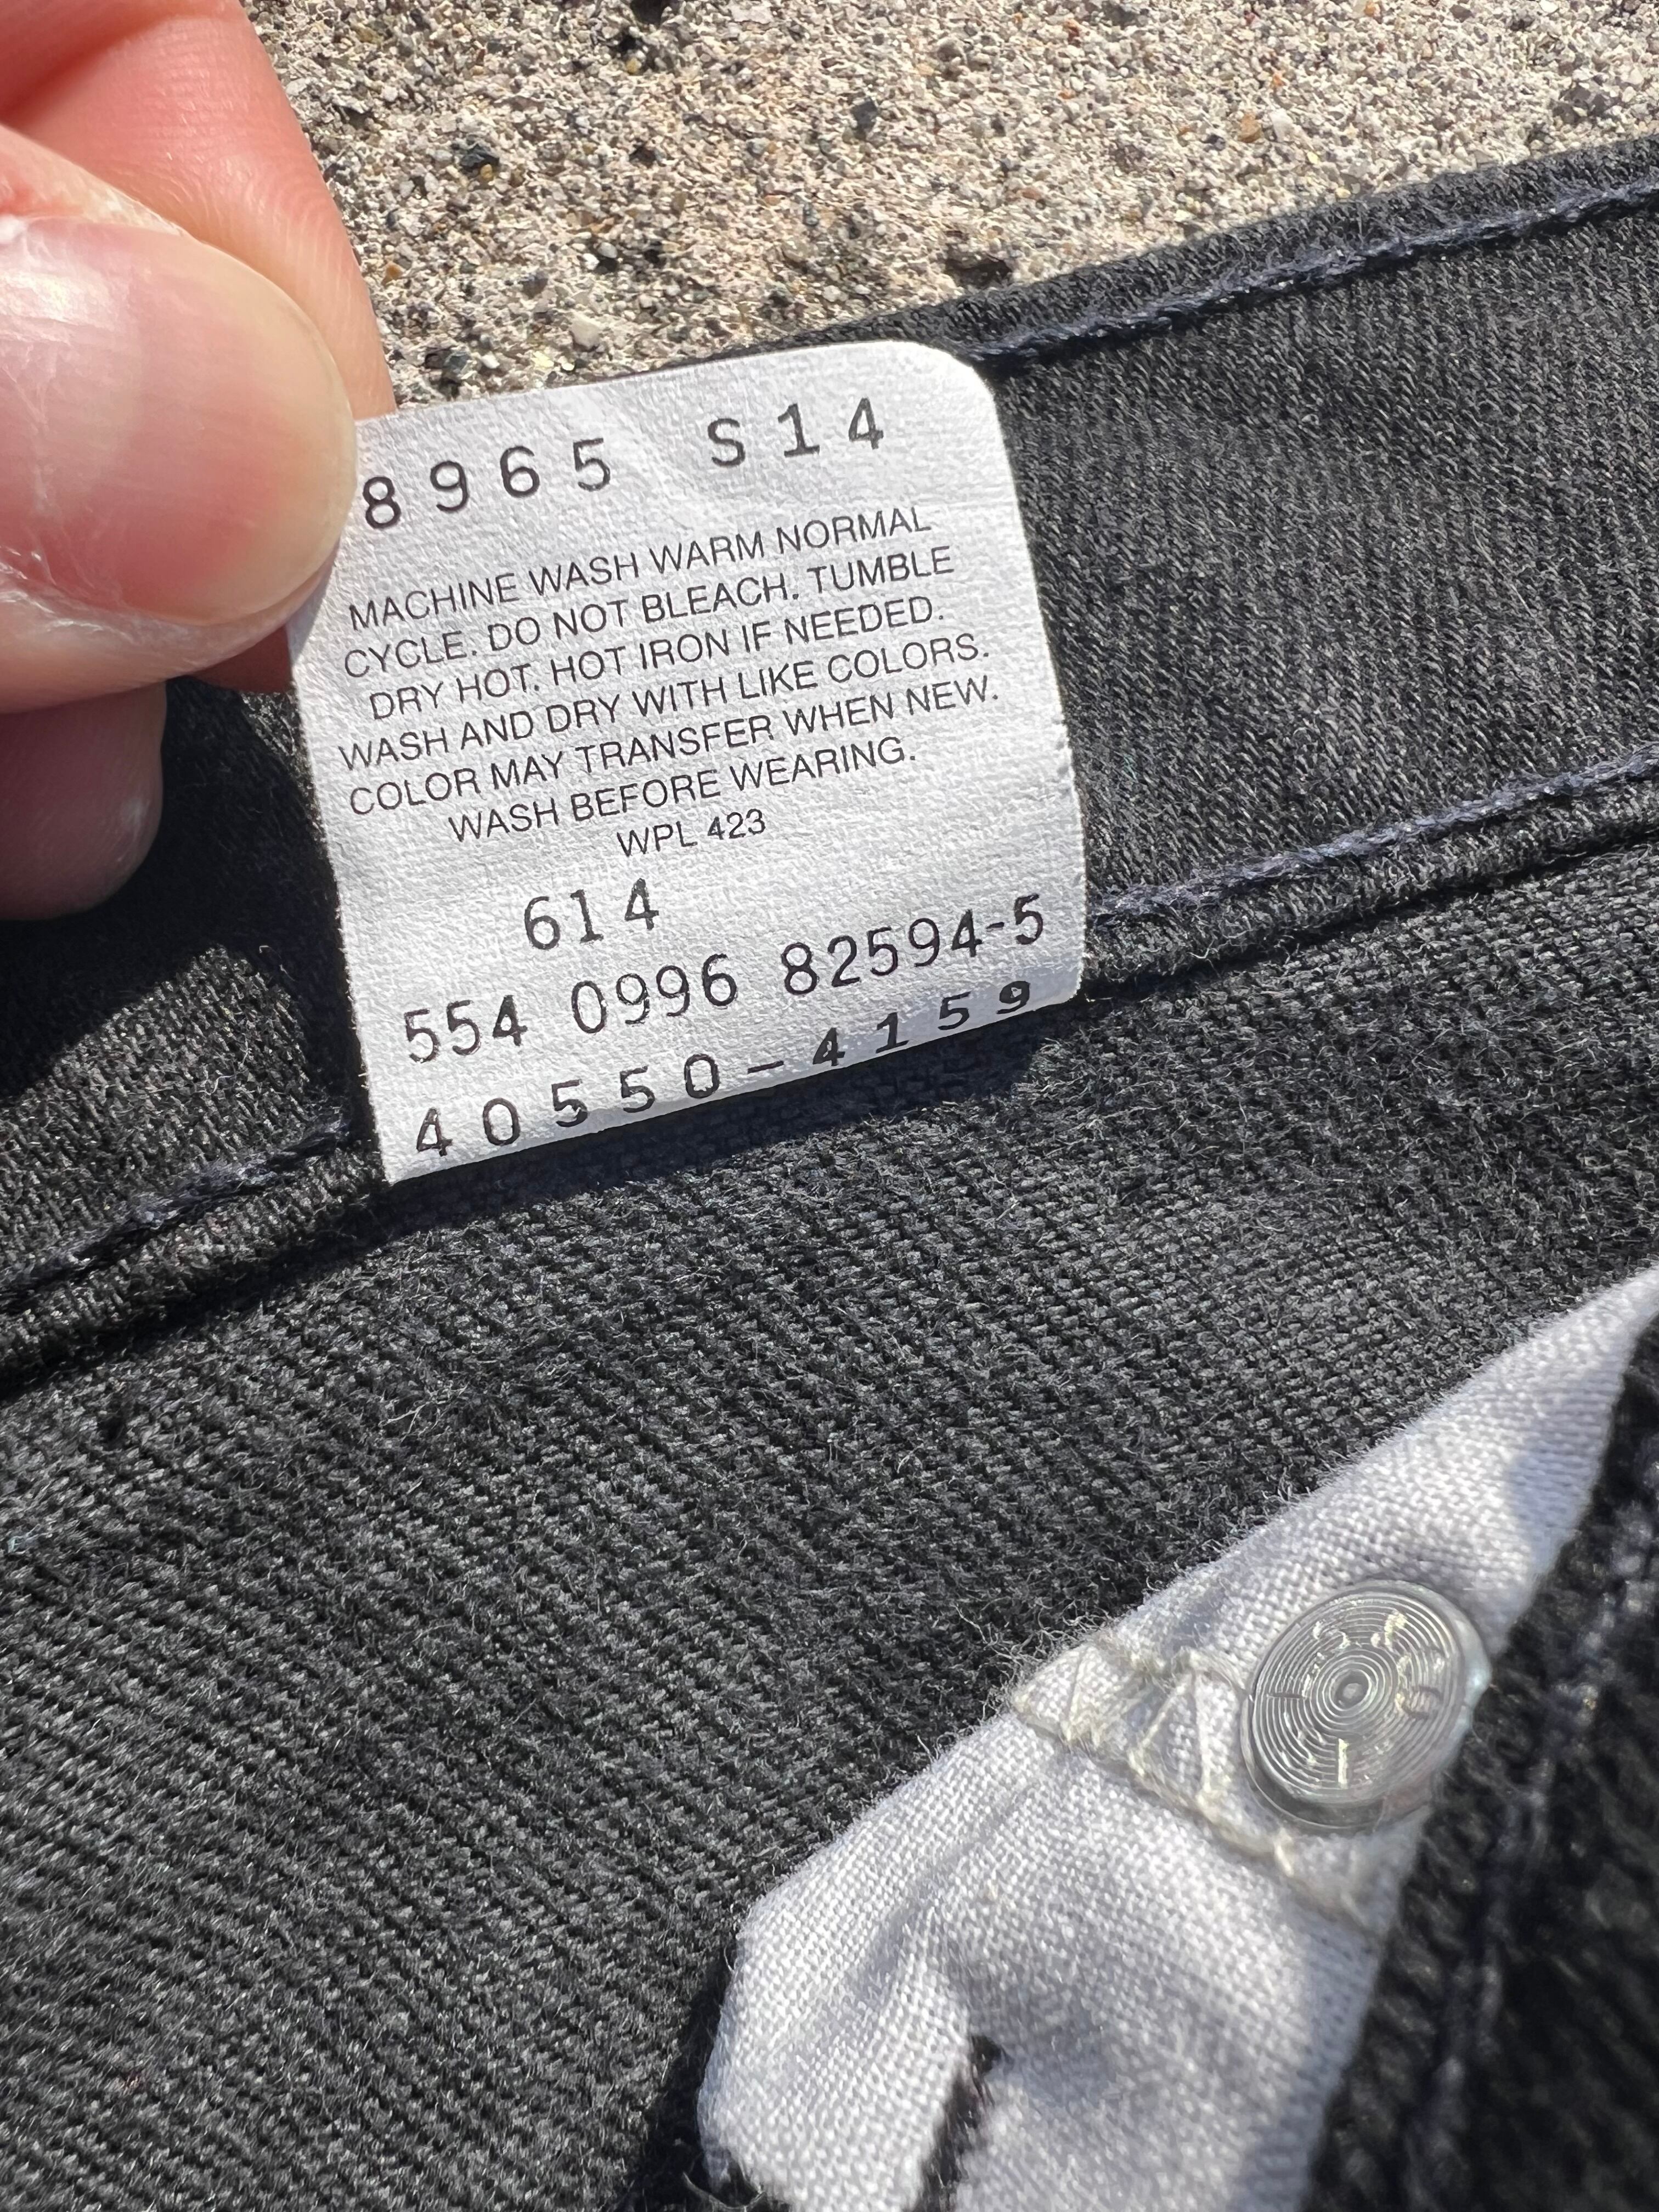 8965 S14
MACHINE WASH WARM NORMAL
CYCLE. DO NOT BLEACH. TUMBLE
DRY HOT. HOT IRON IF NEEDED.
WASH AND DRY WITH LIKE COLORS.
COLOR MAY TRANSFER WHEN NEW.
WASH BEFORE WEARING.
WPL 423
614
554 0996 82594-5
40550-4159